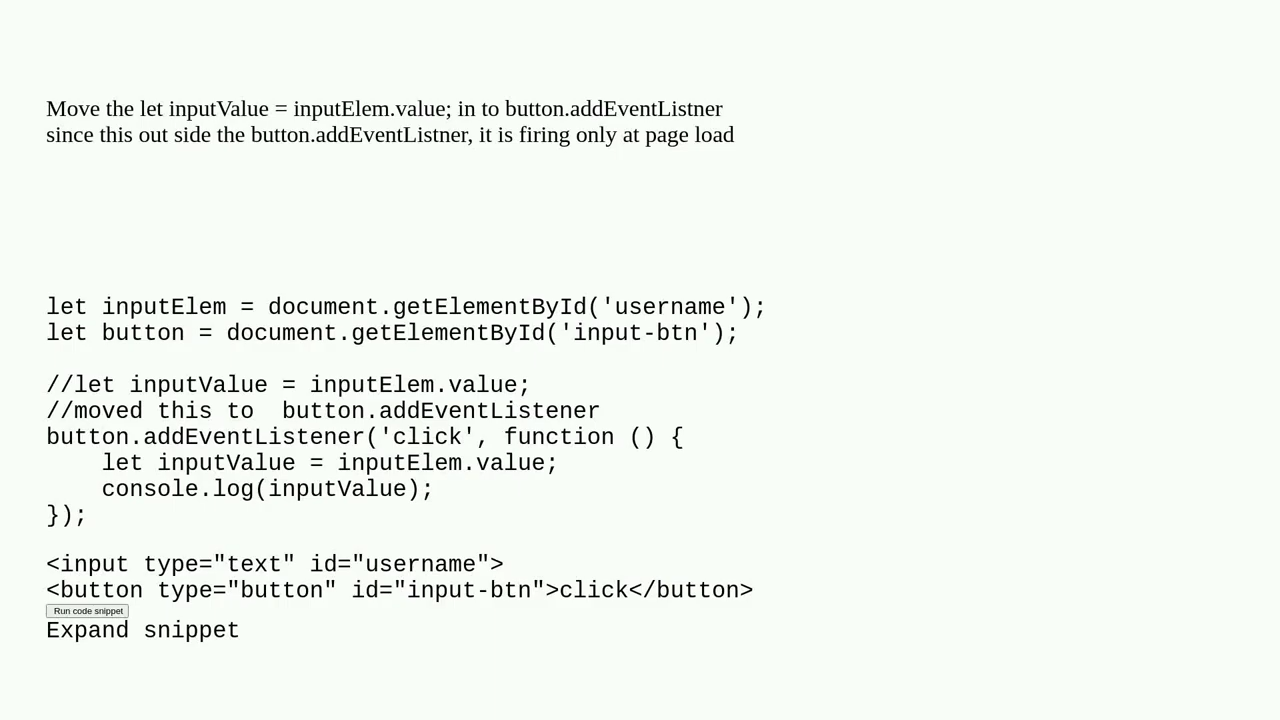 Move the let inputValue = inputElem.value; in to button.addEventListner
since this out side the button.addEventListner, it is firing only at page load
let inputElem = document.getElementById('username');
let button = document.getElementById('input-btn');
//let inputValue = inputElem.value;
//moved this to  button.addEventListener
button.addEventListener('click', function () {
    let inputValue = inputElem.value;
    console.log(inputValue);
});
<input type="text" id="username">
<button type="button" id="input-btn">click</button>
Run code snippet
Expand snippet